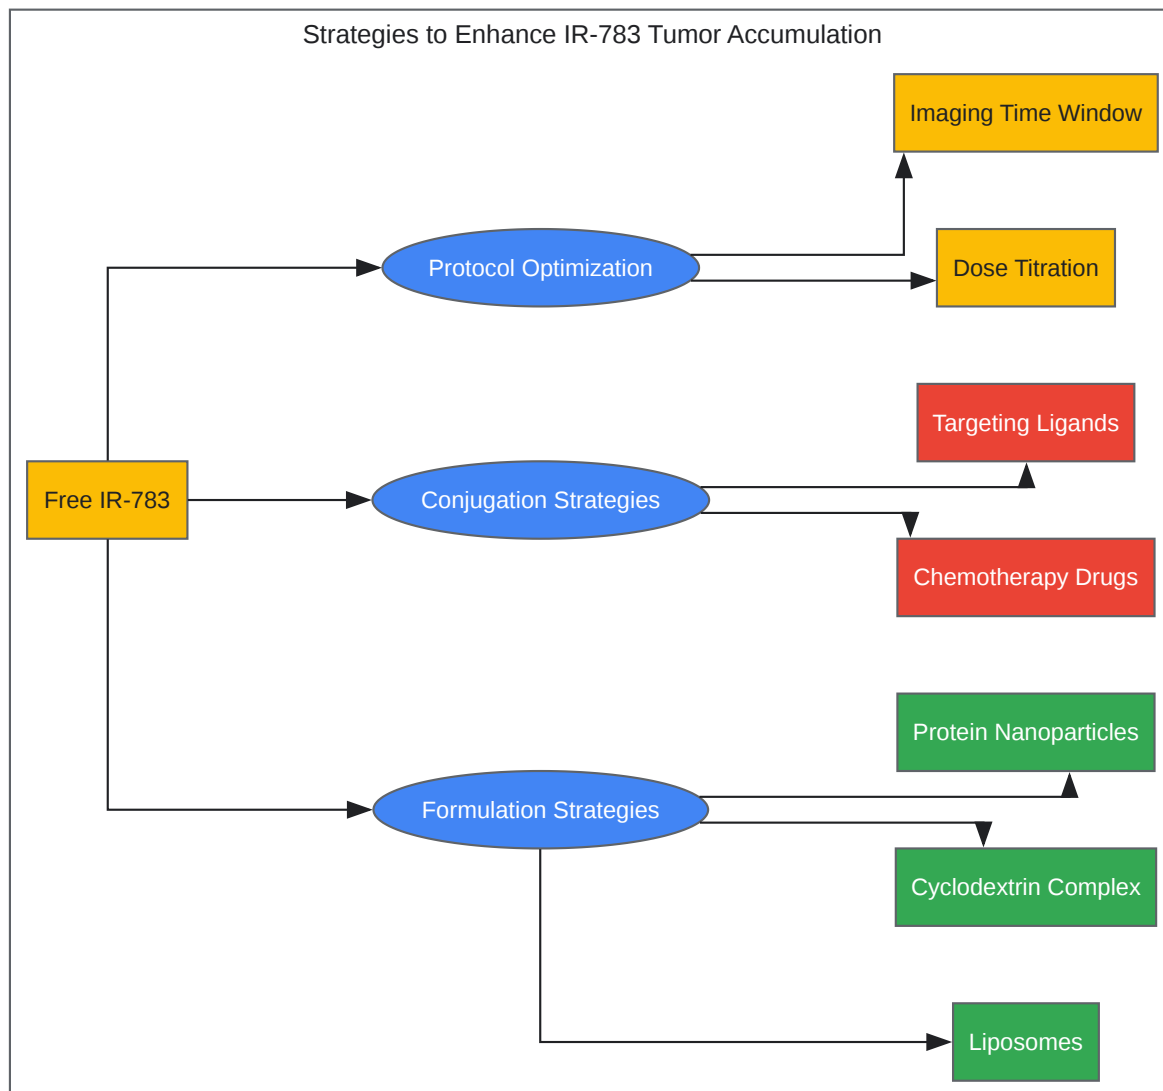 Strategies to Enhance IR-783 Tumor Accumulation
Imaging Time Window
Protocol Optimization
Dose Titration
Targeting Ligands
Free IR-783
Conjugation Strategies
Chemotherapy Drugs
Protein Nanoparticles
Formulation Strategies
Cyclodextrin Complex
Liposomes